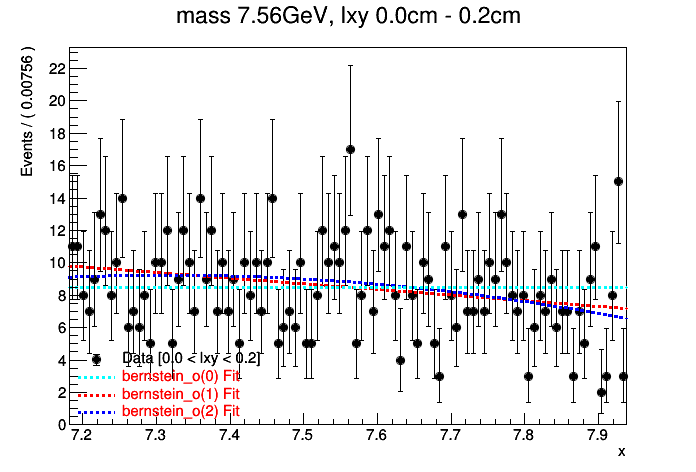 mass 7.56GeV, lxy 0.0cm - 0.2cm
Events / ( 0.00756 )
22
20
18
16
14
12
10
8
6
4
2
0
Data [0.0 < lxy < 0.2]
bernstein_o(0) Fit
bernstein_o(1) Fit
bernstein_o(2) Fit
7.2 7.3 7.4 7.5 7.6 7.7 7.8 7.9
x